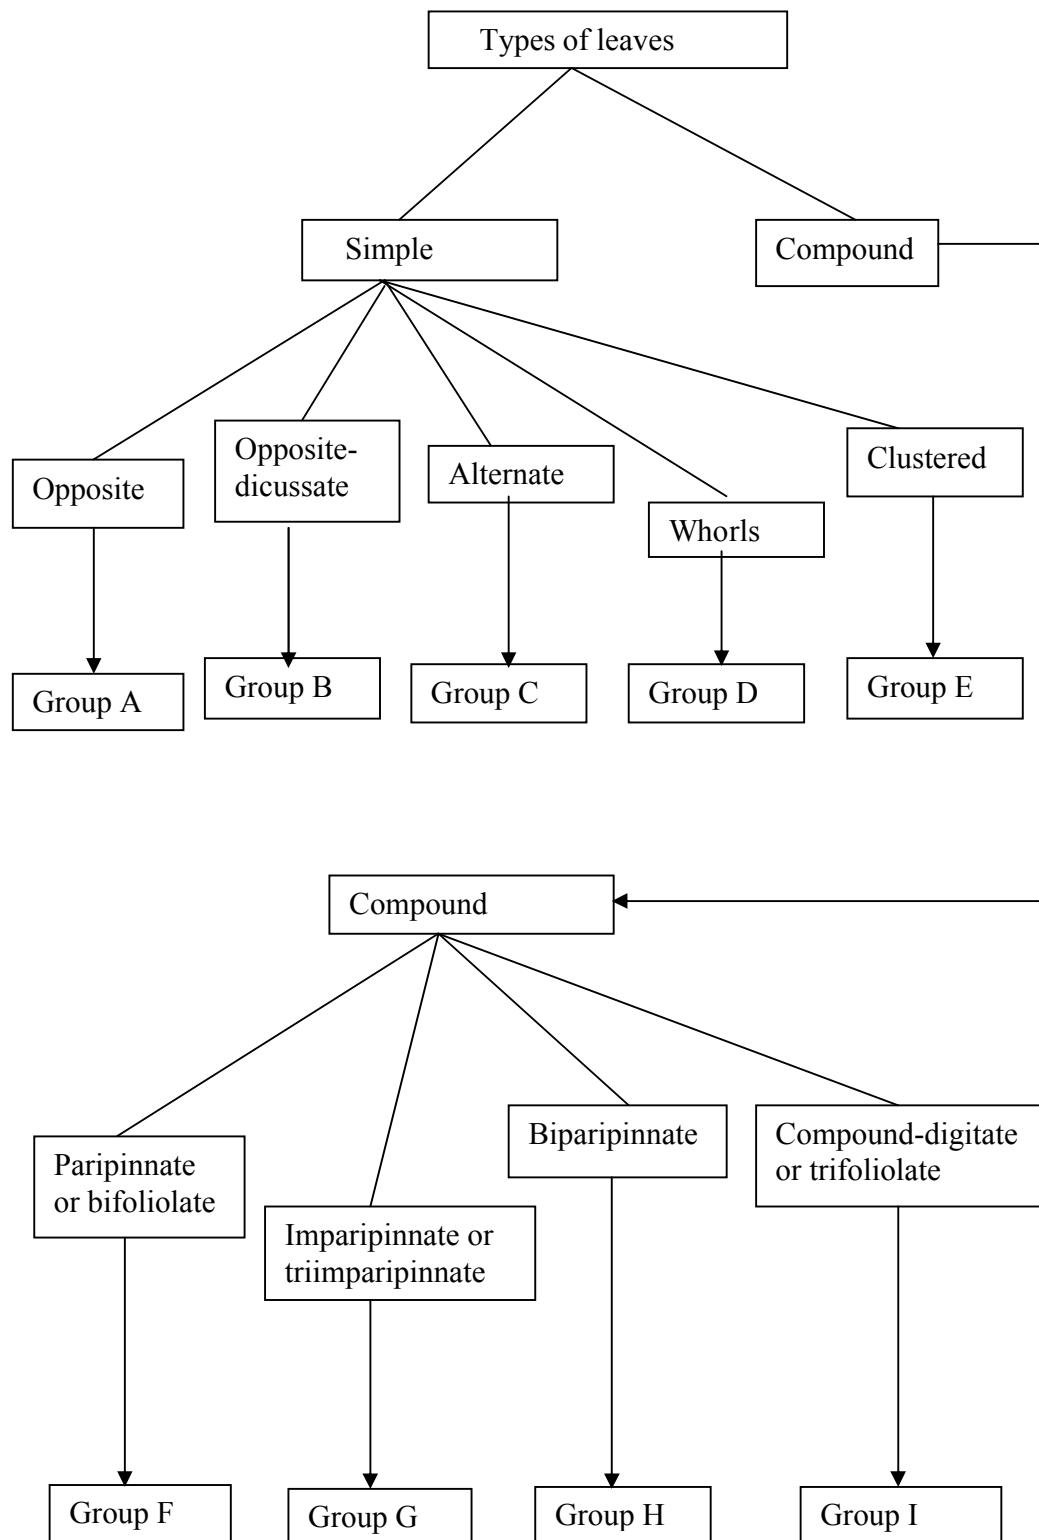 Types of leaves
Simple
Compound
Opposite
Opposite-
dicussate
Alternate
Whorls
Clustered
Group A
Group B
Group C
Group D
Group E
Compound
Paripinnate
or bifoliolate
Imparipinnate or
triimparipinnate
Biparipinnate
Compound-digitate
or trifoliolate
Group F
Group G
Group H
Group I